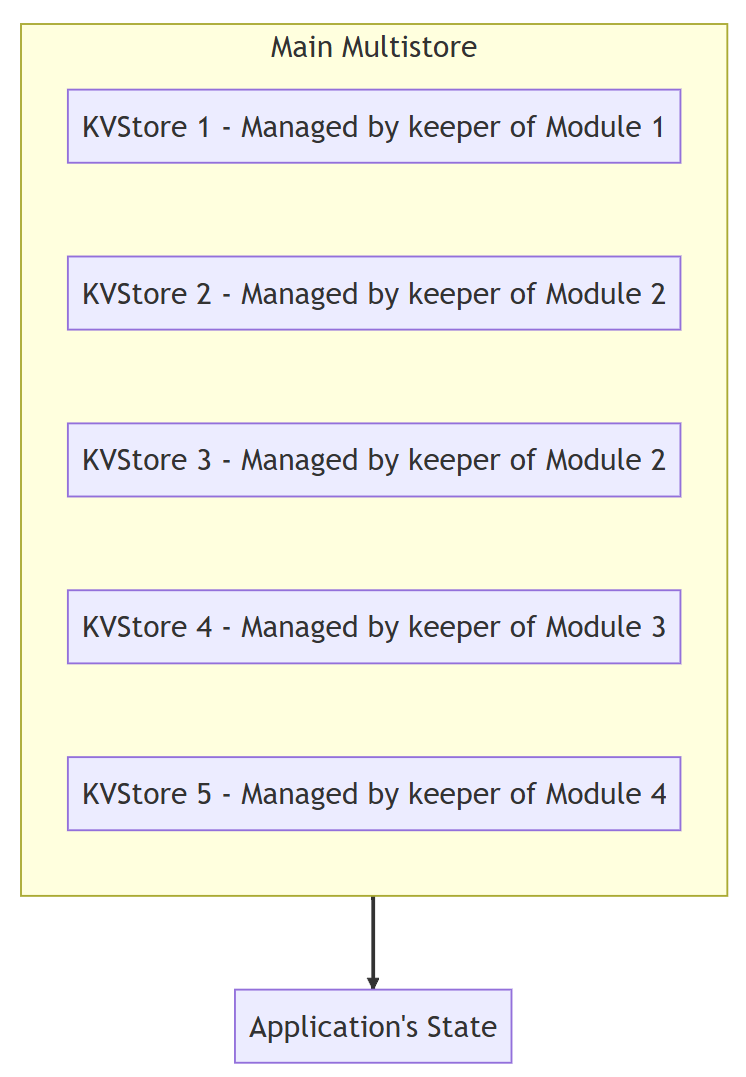 Main Multistore
KVStore 1 - Managed by keeper of Module 1
KVStore 2 - Managed by keeper of Module 2
KVStore 3 - Managed by keeper of Module 2
KVStore 4 - Managed by keeper of Module 3
KVStore 5 - Managed by keeper of Module 4
Application's State